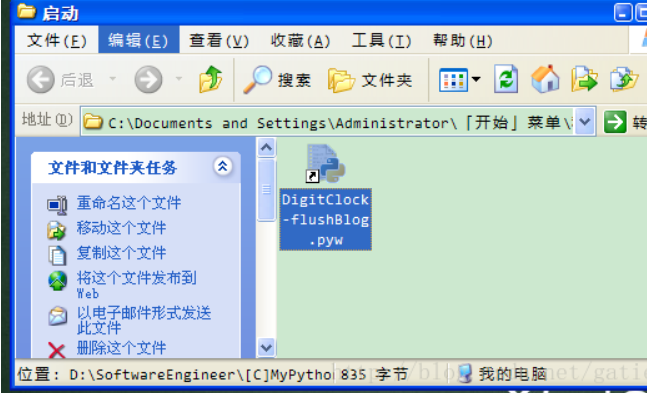 启动
文件(F) 编辑(E) 查看(V) 收藏(A) 工具(T) 帮助(H)
后退 搜索 文件夹
地址(D) C:\Documents and Settings\Administrator\「开始」菜单\ 转
文件和文件夹任务
重命名这个文件
移动这个文件
复制这个文件
将这个文件发布到
Web
以电子邮件形式发送
此文件
删除这个文件
DigitClock
-flushBlog
.pyw
位置: D:\SoftwareEngineer\[C]MyPython 835 字节 我的电脑